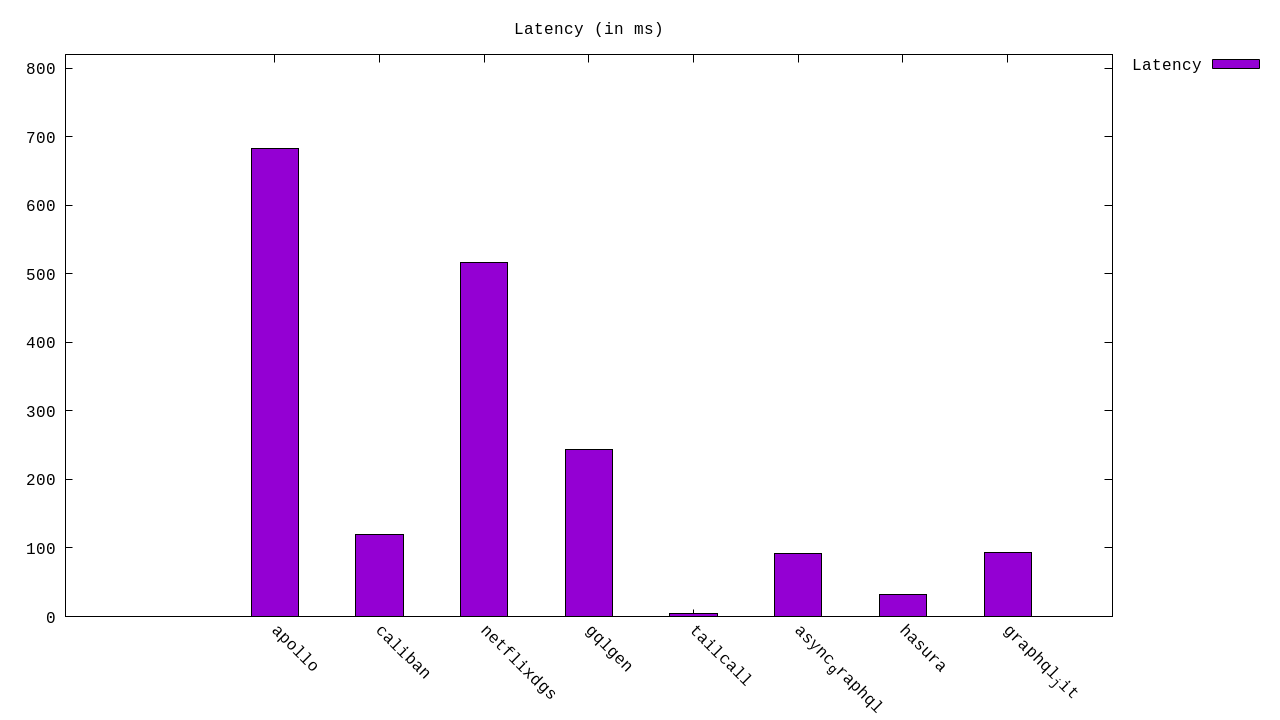 Latency (in ms)
Latency
800
700
600
500
400
300
200
100
0
apollo
caliban
netflixdgs
gqlgen
tailcall
async_graphql
hasura
graphql_jit